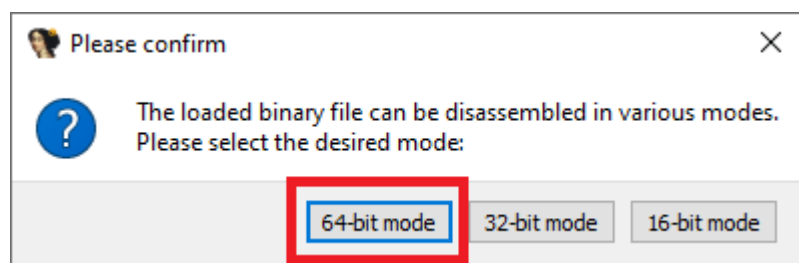 Please confirm
The loaded binary file can be disassembled in various modes.
Please select the desired mode:
64-bit mode 32-bit mode 16-bit mode